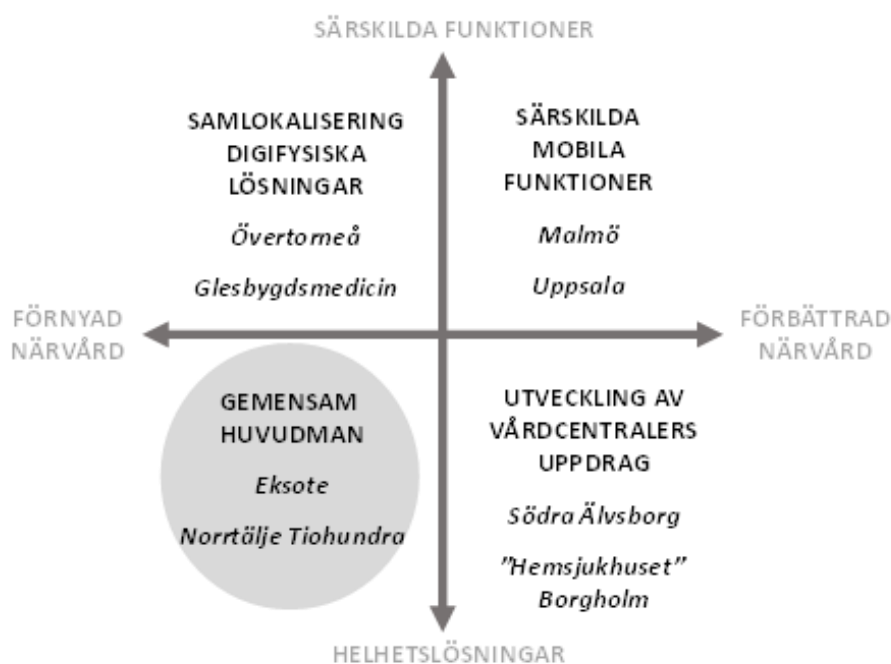 SÄRSKILDA FUNKTIONER
SAMLOKALISERING
DIGIFYSISKA
LÖSNINGAR
Övertorneå
Glesbygdsmedicin
SÄRSKILDA
MOBILA
FUNKTIONER
Malmö
Uppsala
FÖRNYAD
NÄRVÅRD
FÖRBÄTTRAD
NÄRVÅRD
GEMENSAM
HUVUDMAN
Eksote
Norrtälje Tiohundra
UTVECKLING AV
VÅRDCENTRALERS
UPPDRAG
Södra Älvsborg
”Hemsjukhuset”
Borgholm
HELHETSLÖSNINGAR